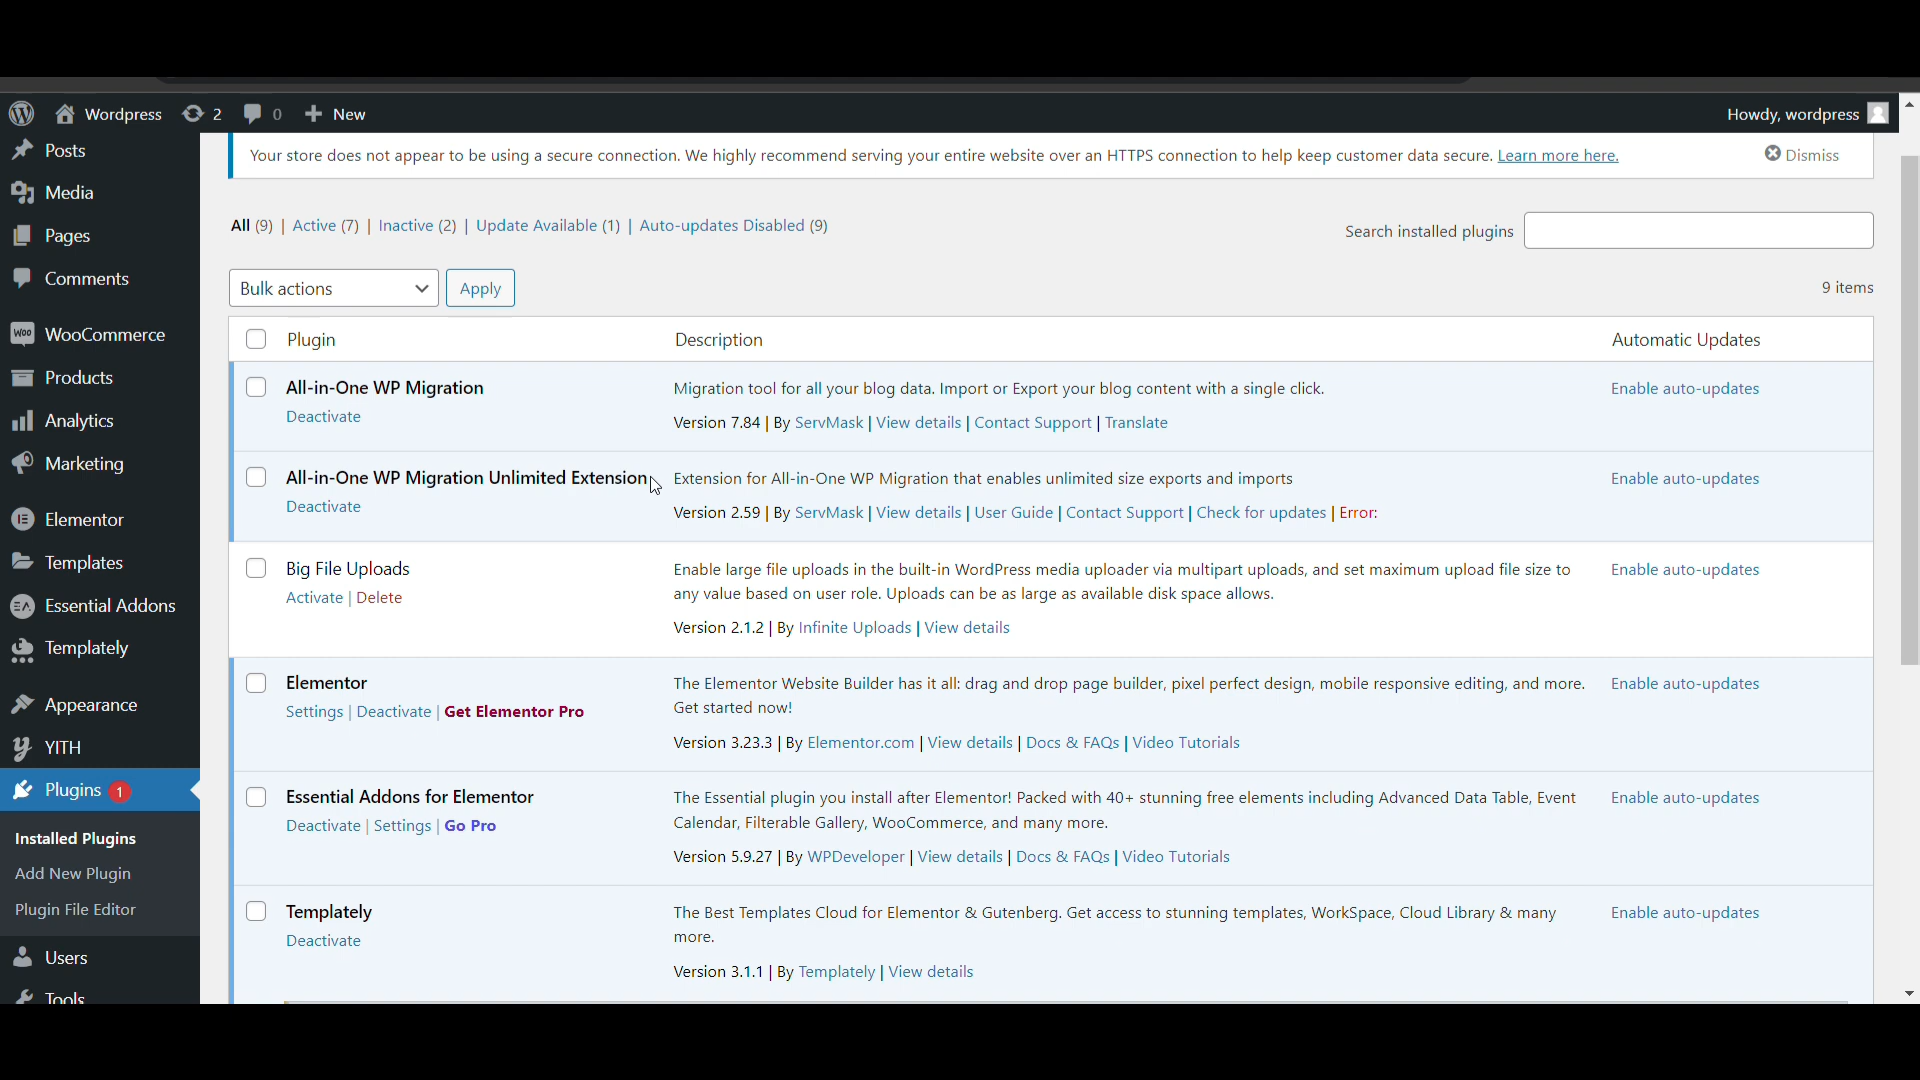 Wordpress 2 0 New Howdy, wordpress
Posts
Media
Pages
Comments
WooCommerce
Products
Analytics
Marketing
Elementor
Templates
Essential Addons
Templately
Appearance
YITH
Plugins 1
Installed Plugins
Add New Plugin
Plugin File Editor
Users
Tools
Your store does not appear to be using a secure connection. We highly recommend serving your entire website over an HTTPS connection to help keep customer data secure. Learn more here. Dismiss
All (9) | Active (7) | Inactive (2) | Update Available (1) | Auto-updates Disabled (9)
Search installed plugins
Bulk actions Apply 9 items
Plugin Description Automatic Updates
All-in-One WP Migration
Deactivate
Migration tool for all your blog data. Import or Export your blog content with a single click.
Version 7.84 | By ServMask | View details | Contact Support | Translate
Enable auto-updates
All-in-One WP Migration Unlimited Extension
Deactivate
Extension for All-in-One WP Migration that enables unlimited size exports and imports
Version 2.59 | By ServMask | View details | User Guide | Contact Support | Check for updates | Error:
Enable auto-updates
Big File Uploads
Activate | Delete
Enable large file uploads in the built-in WordPress media uploader via multipart uploads, and set maximum upload file size to
any value based on user role. Uploads can be as large as available disk space allows.
Version 2.1.2 | By Infinite Uploads | View details
Enable auto-updates
Elementor
Settings | Deactivate | Get Elementor Pro
The Elementor Website Builder has it all: drag and drop page builder, pixel perfect design, mobile responsive editing, and more.
Get started now!
Version 3.23.3 | By Elementor.com | View details | Docs & FAQs | Video Tutorials
Enable auto-updates
Essential Addons for Elementor
Deactivate | Settings | Go Pro
The Essential plugin you install after Elementor! Packed with 40+ stunning free elements including Advanced Data Table, Event
Calendar, Filterable Gallery, WooCommerce, and many more.
Version 5.9.27 | By WPDeveloper | View details | Docs & FAQs | Video Tutorials
Enable auto-updates
Templately
Deactivate
The Best Templates Cloud for Elementor & Gutenberg. Get access to stunning templates, WorkSpace, Cloud Library & many
more.
Version 3.1.1 | By Templately | View details
Enable auto-updates